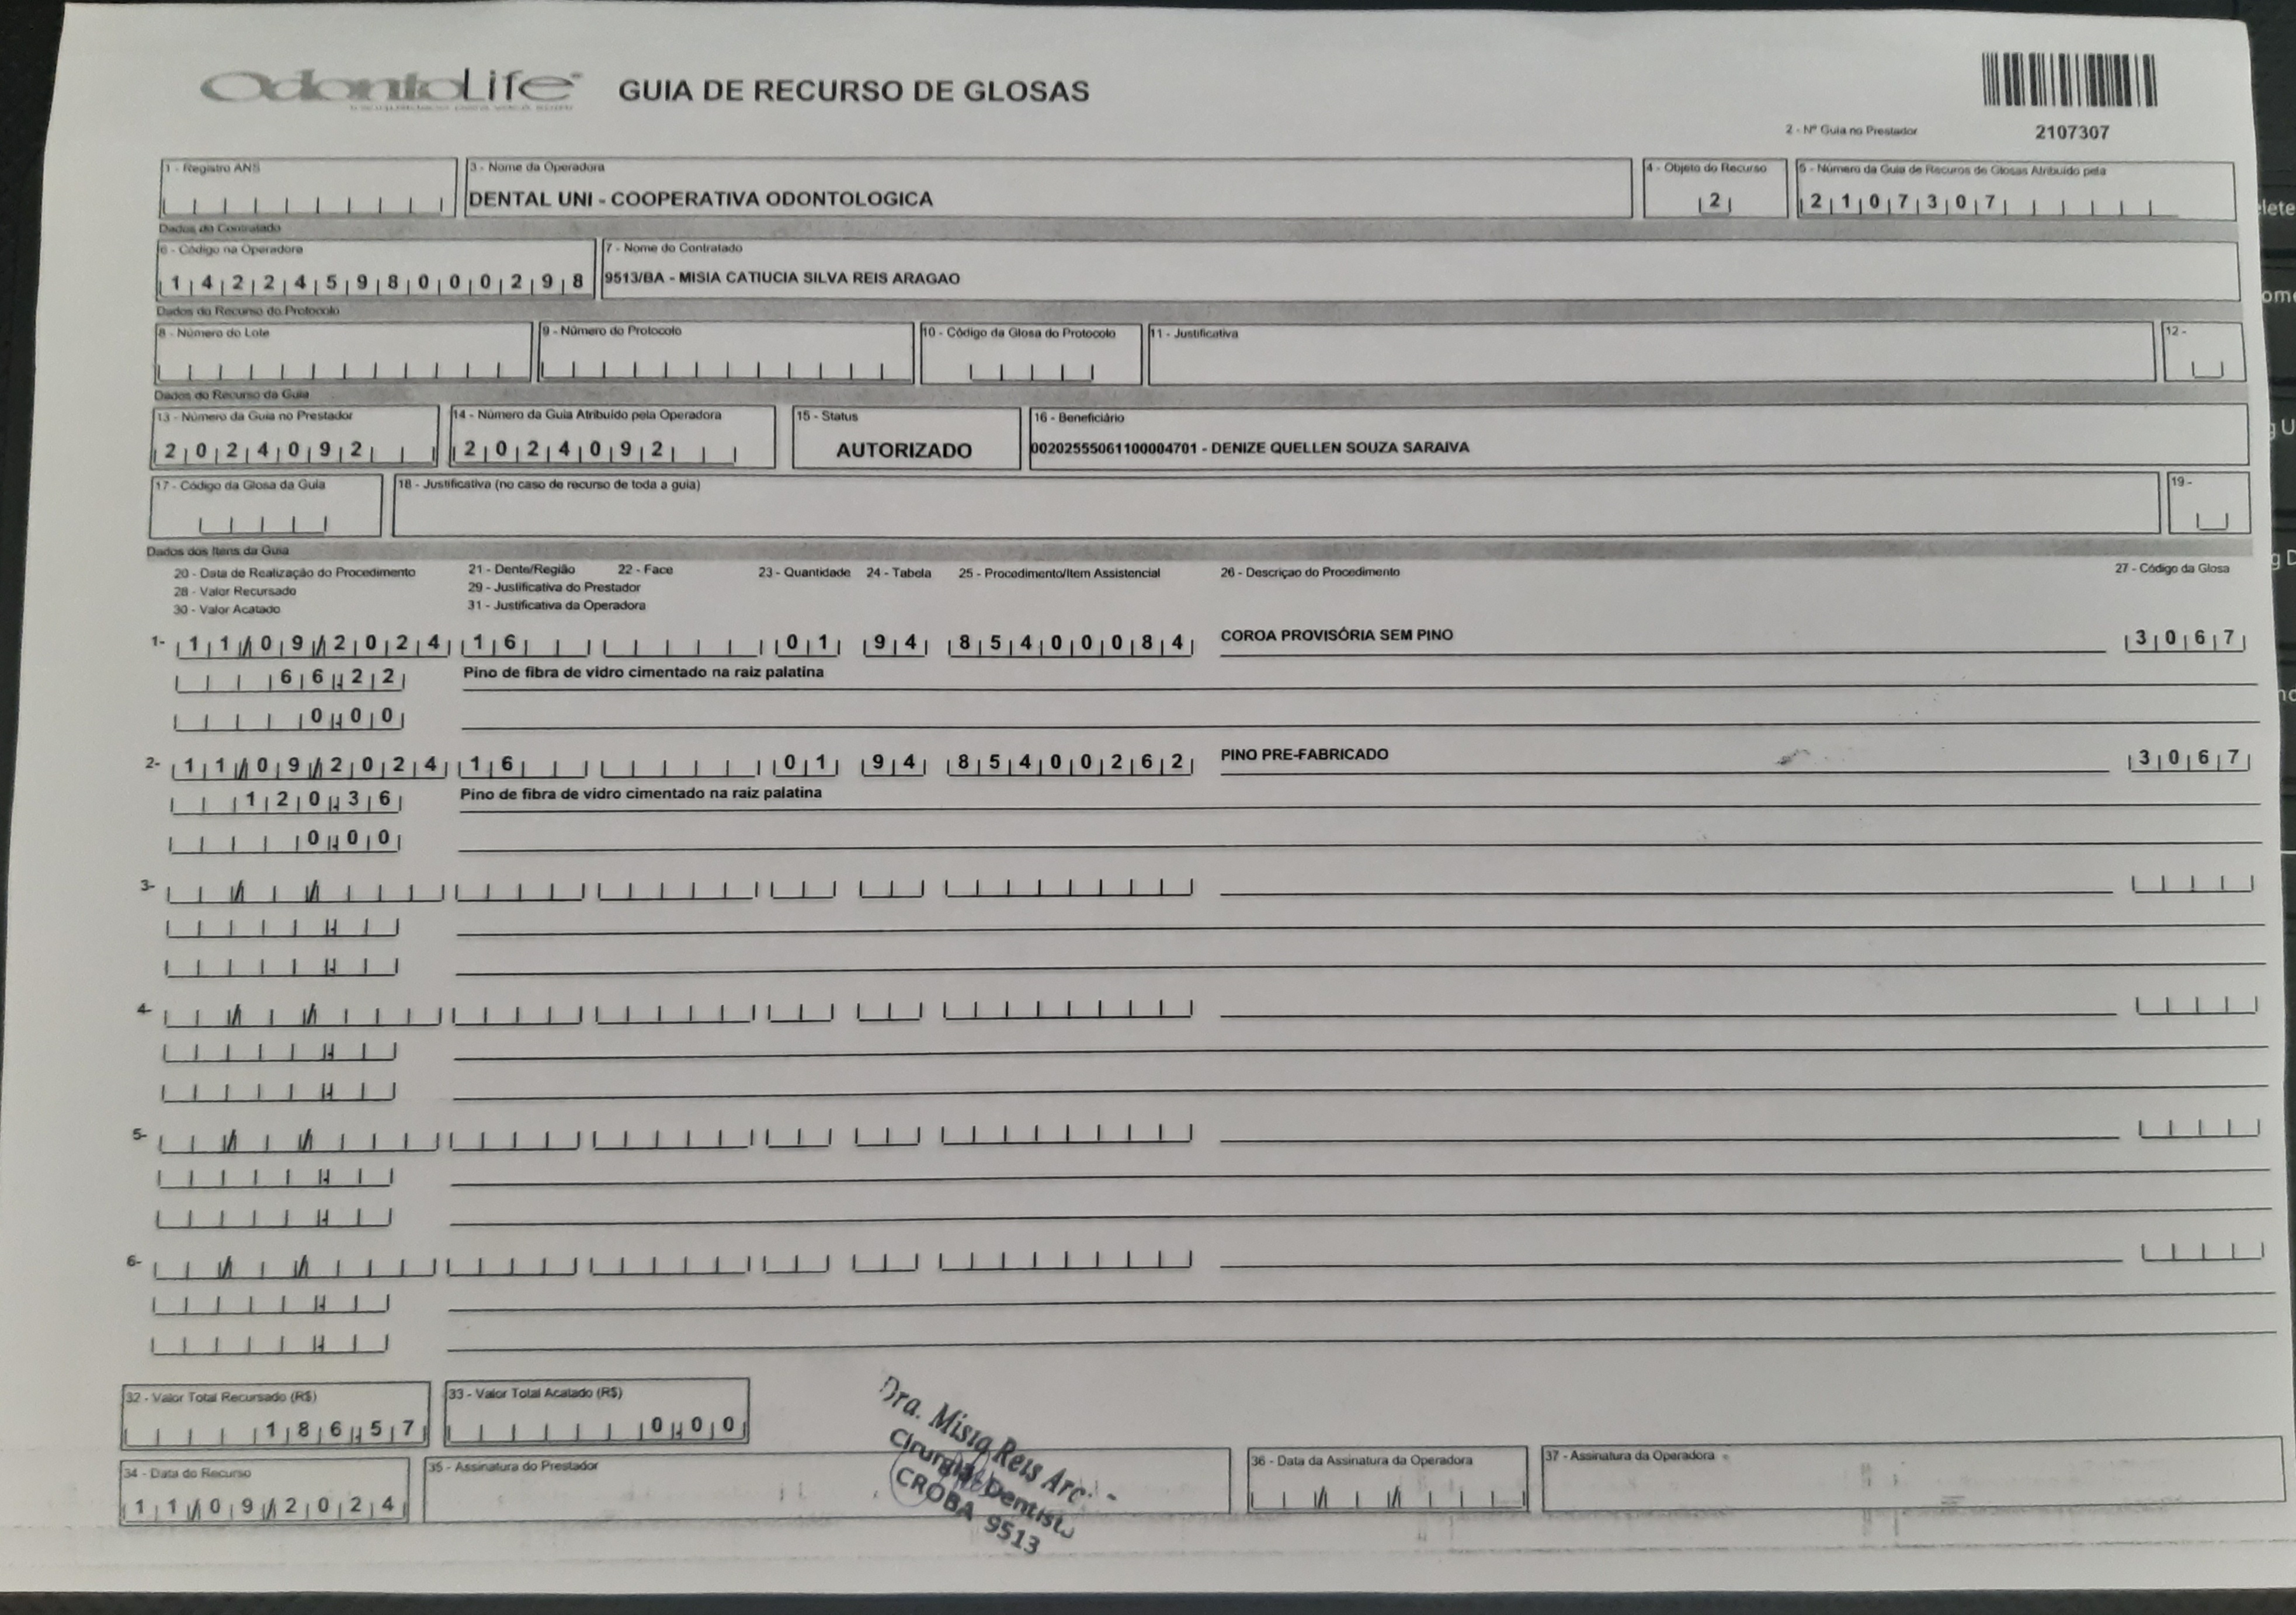 OdontoLife GUIA DE RECURSO DE GLOSAS
2 - Nº Guia no Prestador 2107307
1 - Registro ANS
3 - Nome da Operadora
DENTAL UNI - COOPERATIVA ODONTOLOGICA
4 - Objeto do Recurso
2
5 - Número da Guia de Recuros de Glosas Atribuído pela
2107307
Dados do Contratado
6 - Código na Operadora
14224598000298
7 - Nome do Contratado
9513/BA - MISIA CATIUCIA SILVA REIS ARAGAO
Dados do Recurso do Protocolo
8 - Número do Lote
9 - Número do Protocolo
10 - Código da Glosa do Protocolo
11 - Justificativa
12 -
Dados do Recurso da Guia
13 - Número da Guia no Prestador
2024092
14 - Número da Guia Atribuído pela Operadora
2024092
15 - Status
AUTORIZADO
16 - Beneficiário
00202555061100004701 - DENIZE QUELLEN SOUZA SARAIVA
17 - Código da Glosa da Guia
18 - Justificativa (no caso de recurso de toda a guia)
19 -
Dados dos Itens da Guia
20 - Data de Realização do Procedimento 21 - Dente/Região 22 - Face 23 - Quantidade 24 - Tabela 25 - Procedimento/Item Assistencial 26 - Descriçao do Procedimento 27 - Código da Glosa
28 - Valor Recursado 29 - Justificativa do Prestador
30 - Valor Acatado 31 - Justificativa da Operadora
1- 11/09/2024 16 01 94 85400084 COROA PROVISÓRIA SEM PINO 3067
66,22 Pino de fibra de vidro cimentado na raiz palatina
0,00
2- 11/09/2024 16 01 94 85400262 PINO PRE-FABRICADO 3067
120,36 Pino de fibra de vidro cimentado na raiz palatina
0,00
3-
4-
5-
6-
32 - Valor Total Recursado (R$)
186,57
33 - Valor Total Acatado (R$)
0,00
34 - Data do Recurso
11/09/2024
35 - Assinatura do Prestador
Dra. Misia Reis
Cirurgiã Dentista
CROBA 9513
36 - Data da Assinatura da Operadora
37 - Assinatura da Operadora